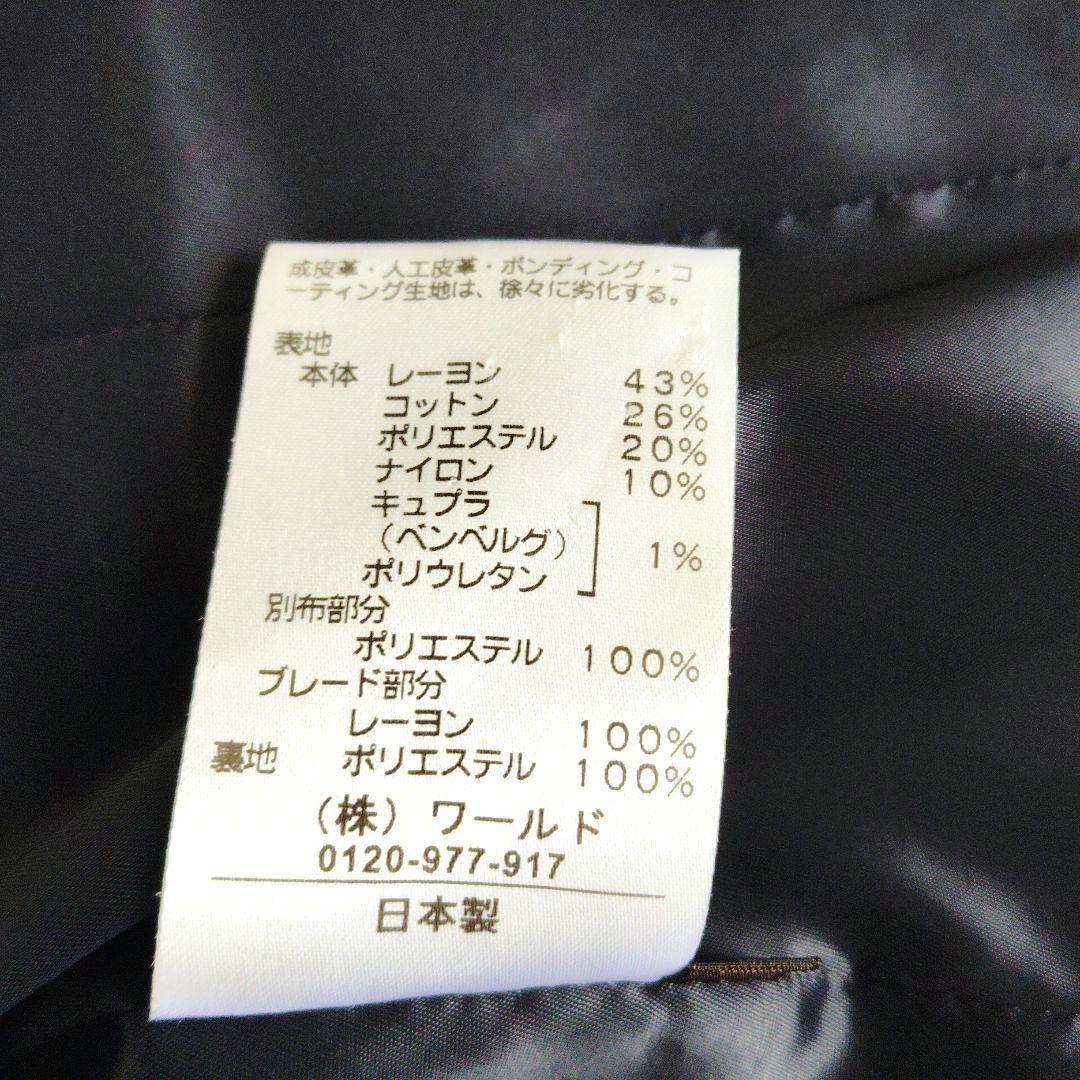 成皮革・人工皮革・ボンディング・コ
ーティング生地は、徐々に劣化する。
表地
本体 レーヨン 43%
コットン 26%
ポリエステル 20%
ナイロン 10%
キュプラ
(ベンベルグ) 1%
ポリウレタン
別布部分
ポリエステル 100%
ブレード部分
レーヨン 100%
裏地 ポリエステル 100%
(株)ワールド
0120-977-917
日本製